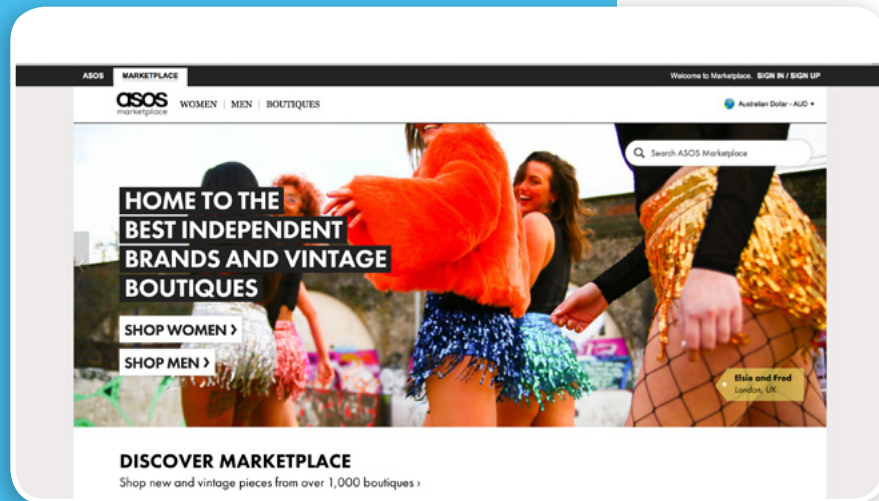 ASOS MARKETPLACE Welcome to Marketplace. SIGN IN / SIGN UP
asos WOMEN | MEN | BOUTIQUES Australian Dollar - AUD
marketplace
Search ASOS Marketplace
HOME TO THE
BEST INDEPENDENT
BRANDS AND VINTAGE
BOUTIQUES
SHOP WOMEN ›
SHOP MEN ›
Elsie and Fred
London, UK
DISCOVER MARKETPLACE
Shop new and vintage pieces from over 1,000 boutiques ›